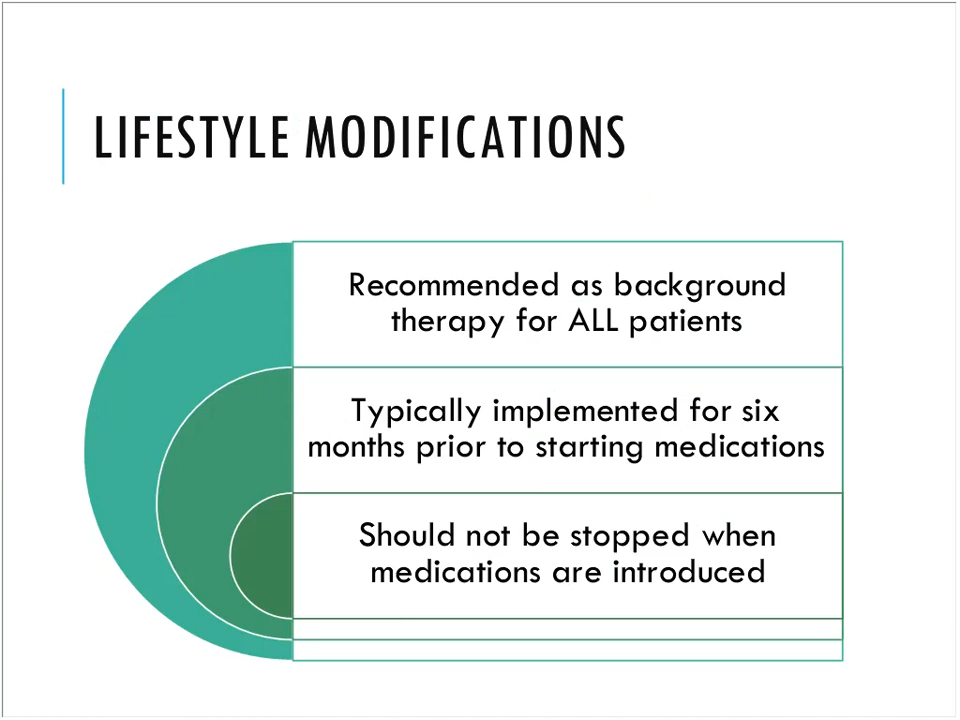 LIFESTYLE MODIFICATIONS
Recommended as background
therapy for ALL patients
Typically implemented for six
months prior to starting medications
Should not be stopped when
medications are introduced